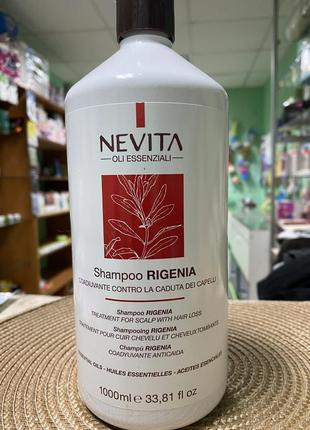 NEVITA
OLI ESSENZIALI
Shampoo RIGENIA
COADIUVANTE CONTRO LA CADUTA DEI CAPELLI
Shampoo RIGENIA
TREATMENT FOR SCALP WITH HAIR LOSS
Shampooing RIGENIA
TRAITEMENT POUR CUIR CHEVELU ET CHEVEUX TOMBANTS
Champú RIGENIA
COADYUVANTE ANTICAIDA
ESSENTIAL OILS - HUILES ESSENTIELLES - ACEITES ESENCIALES
1000ml e 33,81 fl oz